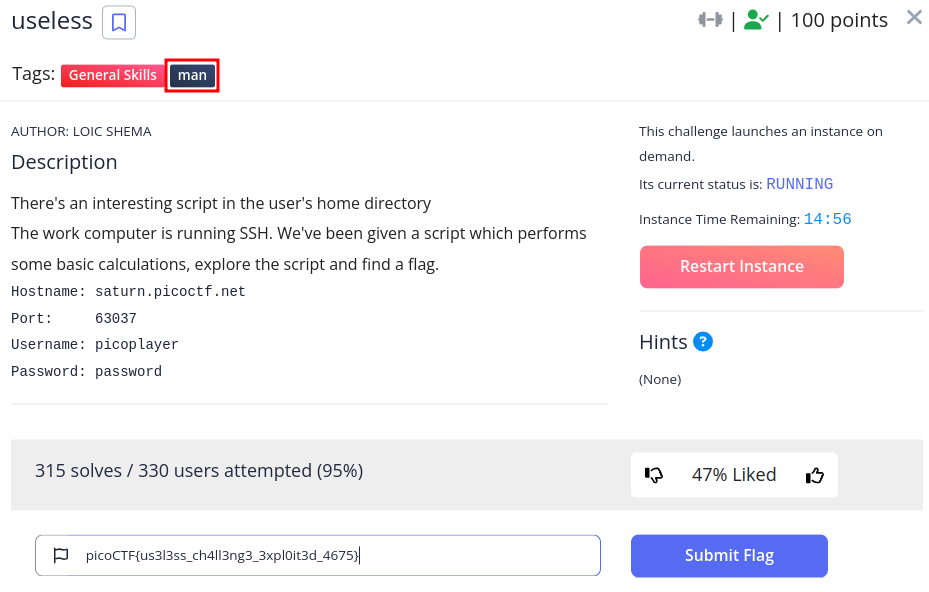 useless
| | 100 points
Tags: General Skills man
AUTHOR: LOIC SHEMA
Description
There's an interesting script in the user's home directory
The work computer is running SSH. We've been given a script which performs
some basic calculations, explore the script and find a flag.
Hostname: saturn.picoctf.net
Port:     63037
Username: picoplayer
Password: password
This challenge launches an instance on
demand.
Its current status is: RUNNING
Instance Time Remaining: 14:56
Restart Instance
Hints ?
(None)
315 solves / 330 users attempted (95%)
47% Liked
picoCTF{us3l3ss_ch4ll3ng3_3xpl0it3d_4675}
Submit Flag